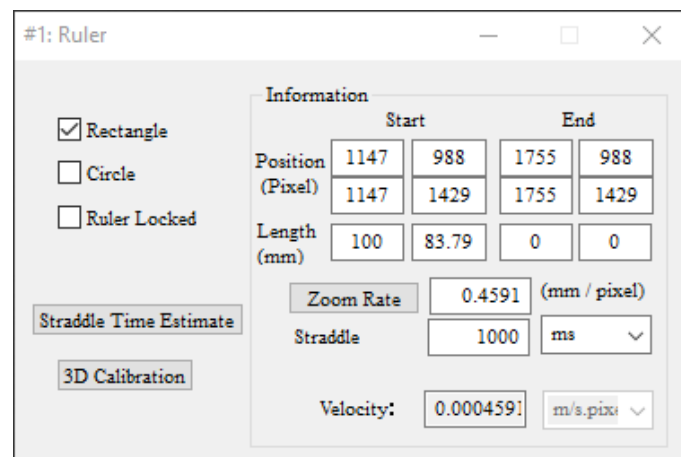 #1: Ruler
Information
Start End
Rectangle
Circle
Ruler Locked
Position (Pixel)
1147 988 1755 988
1147 1429 1755 1429
Length (mm)
100 83.79 0 0
Zoom Rate 0.4591 (mm / pixel)
Straddle Time Estimate
Straddle 1000 ms
3D Calibration
Velocity: 0.0004591 m/s.pixe